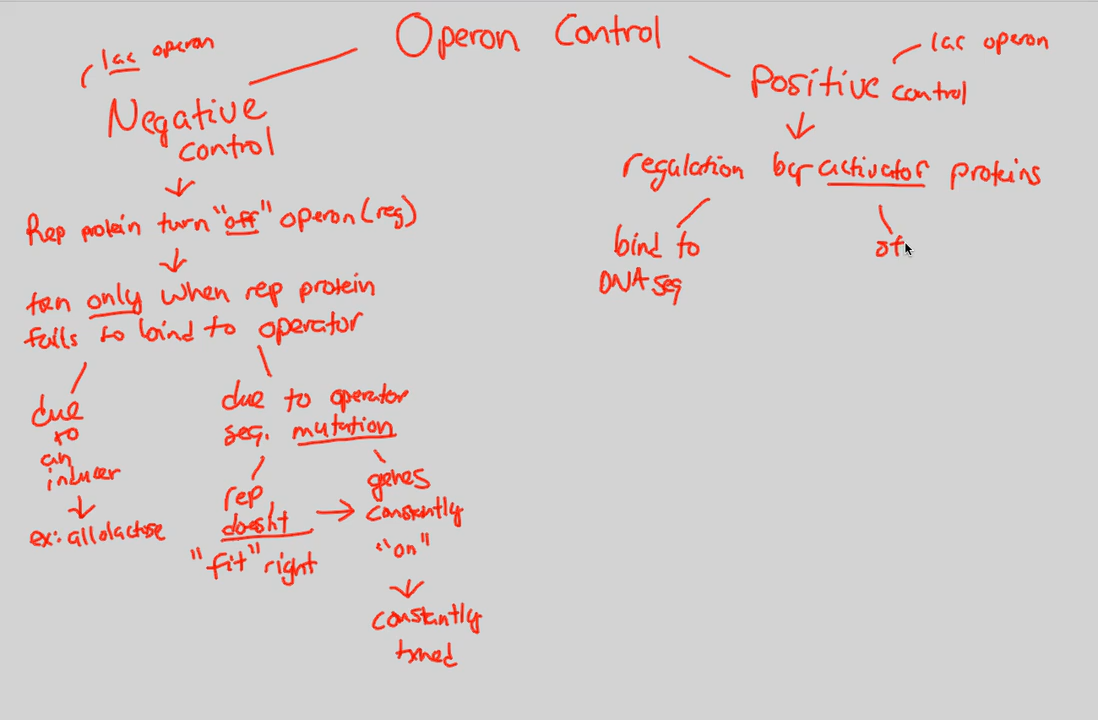 Operon Control
lac operon
Negative
control
Rep protein turn "off" operon (reg)
txn only when rep protein
fails to bind to operator
due
to
an
inducer
ex: allolactose
due to operator
seq. mutation
rep
doesn't
"fit" right
genes
constantly
"on"
constantly
txned
lac operon
Positive control
regulation by activator proteins
bind to
DNA seq